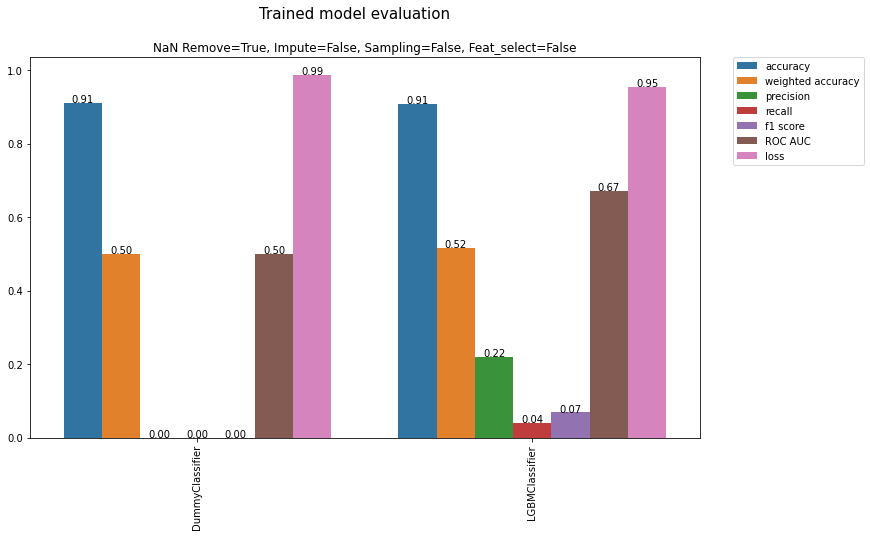 Trained model evaluation
NaN Remove=True, Impute=False, Sampling=False, Feat_select=False
accuracy
weighted accuracy
precision
recall
f1 score
ROC AUC
loss
1.0
0.8
0.6
0.4
0.2
0.0
0.91
0.50
0.00
0.00
0.00
0.50
0.99
0.91
0.52
0.22
0.04
0.07
0.67
0.95
DummyClassifier
LGBMClassifier